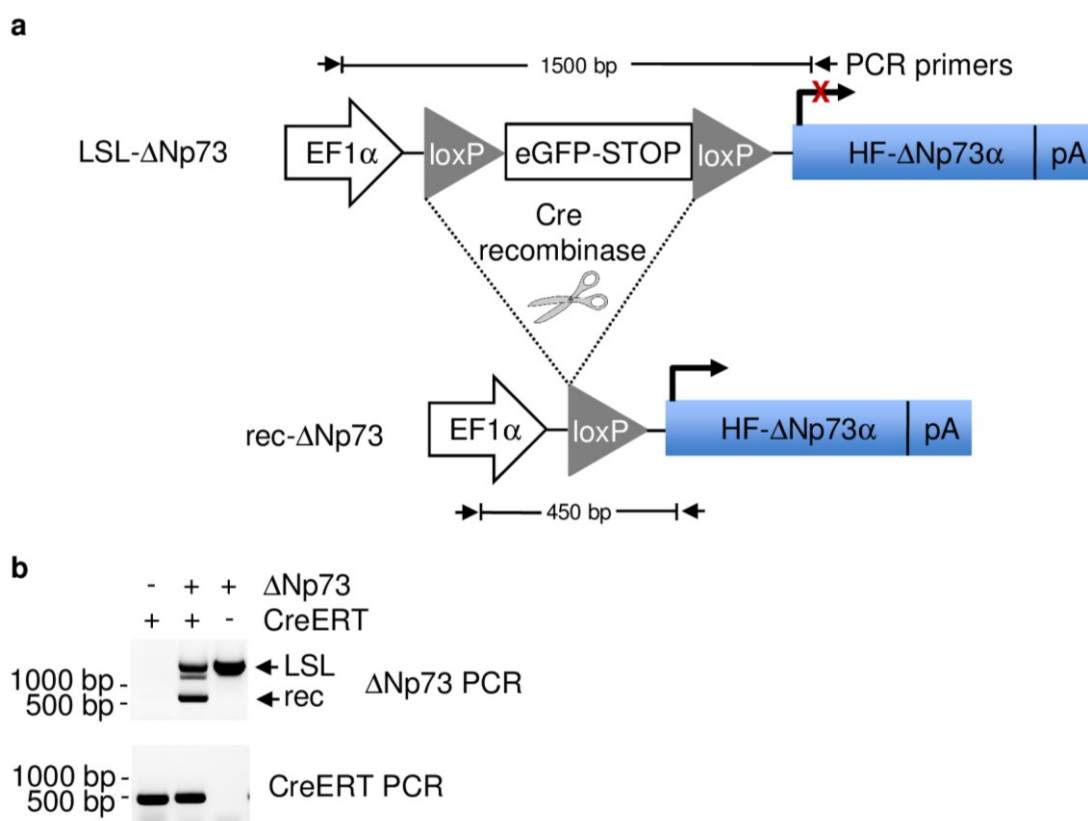 a
1500 bp PCR primers
X
LSL-ΔNp73 EF1α loxP eGFP-STOP loxP HF-ΔNp73α pA
Cre
recombinase
rec-ΔNp73 EF1α loxP HF-ΔNp73α pA
450 bp
b
- + + ΔNp73
+ + - CreERT
LSL
1000 bp - ΔNp73 PCR
500 bp - rec
1000 bp - CreERT PCR
500 bp -